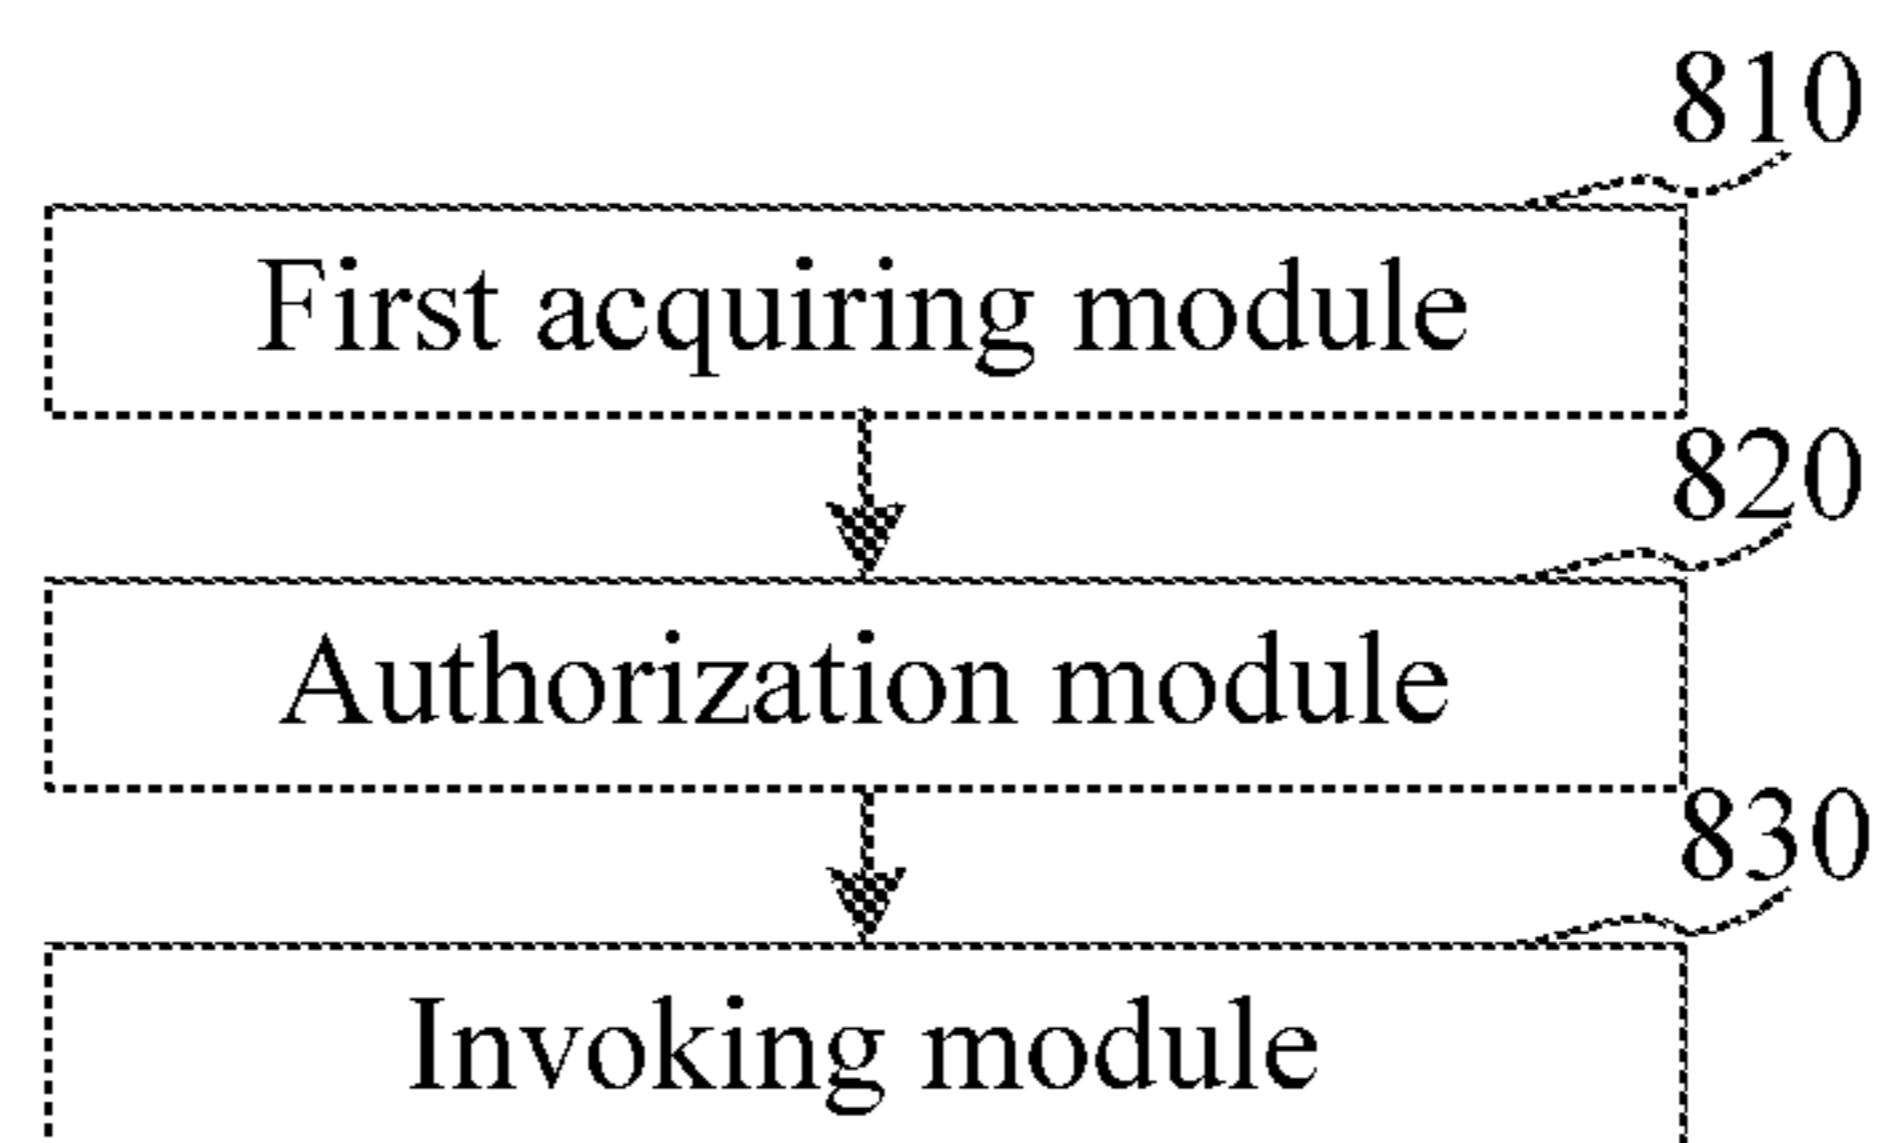 810
First acquiring module
820
Authorization module
830
Invoking module